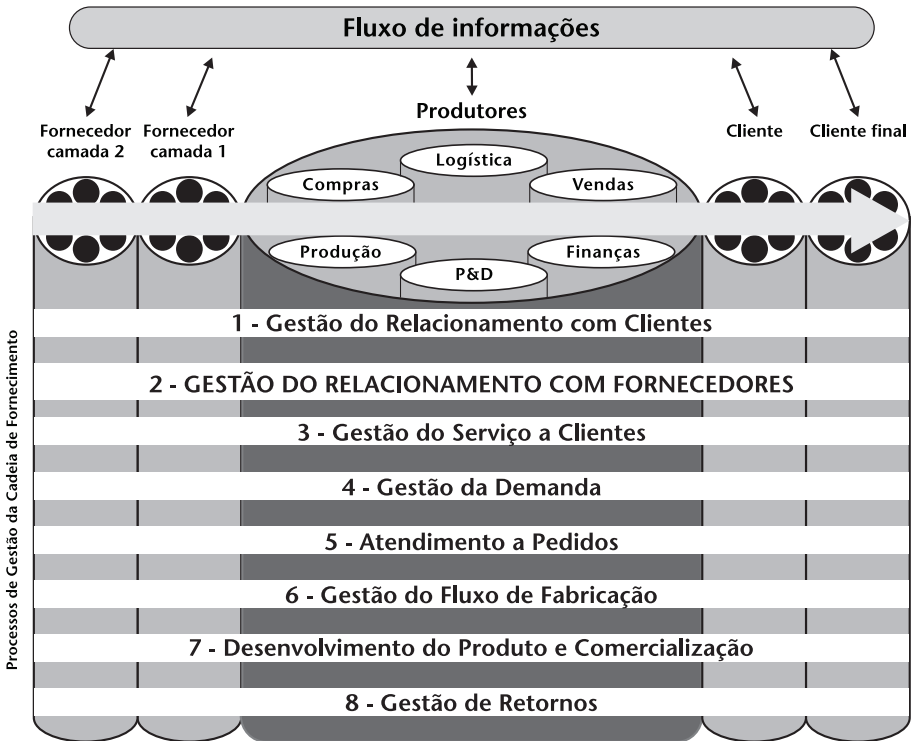 Fluxo de informações
Fornecedor
camada 2
Fornecedor
camada 1
Produtores
Cliente
Cliente final
Logística
Compras
Vendas
Produção
Finanças
P&D
Processos de Gestão da Cadeia de Fornecimento
1 - Gestão do Relacionamento com Clientes
2 - GESTÃO DO RELACIONAMENTO COM FORNECEDORES
3 - Gestão do Serviço a Clientes
4 - Gestão da Demanda
5 - Atendimento a Pedidos
6 - Gestão do Fluxo de Fabricação
7 - Desenvolvimento do Produto e Comercialização
8 - Gestão de Retornos